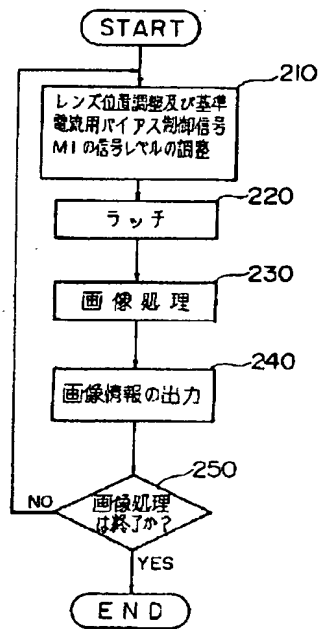 START
210
レンズ位置調整及び基準
電流用バイアス制御信号
M1の信号レベルの調整
220
ラッチ
230
画像処理
240
画像情報の出力
250
画像処理
は終了か?
NO
YES
END